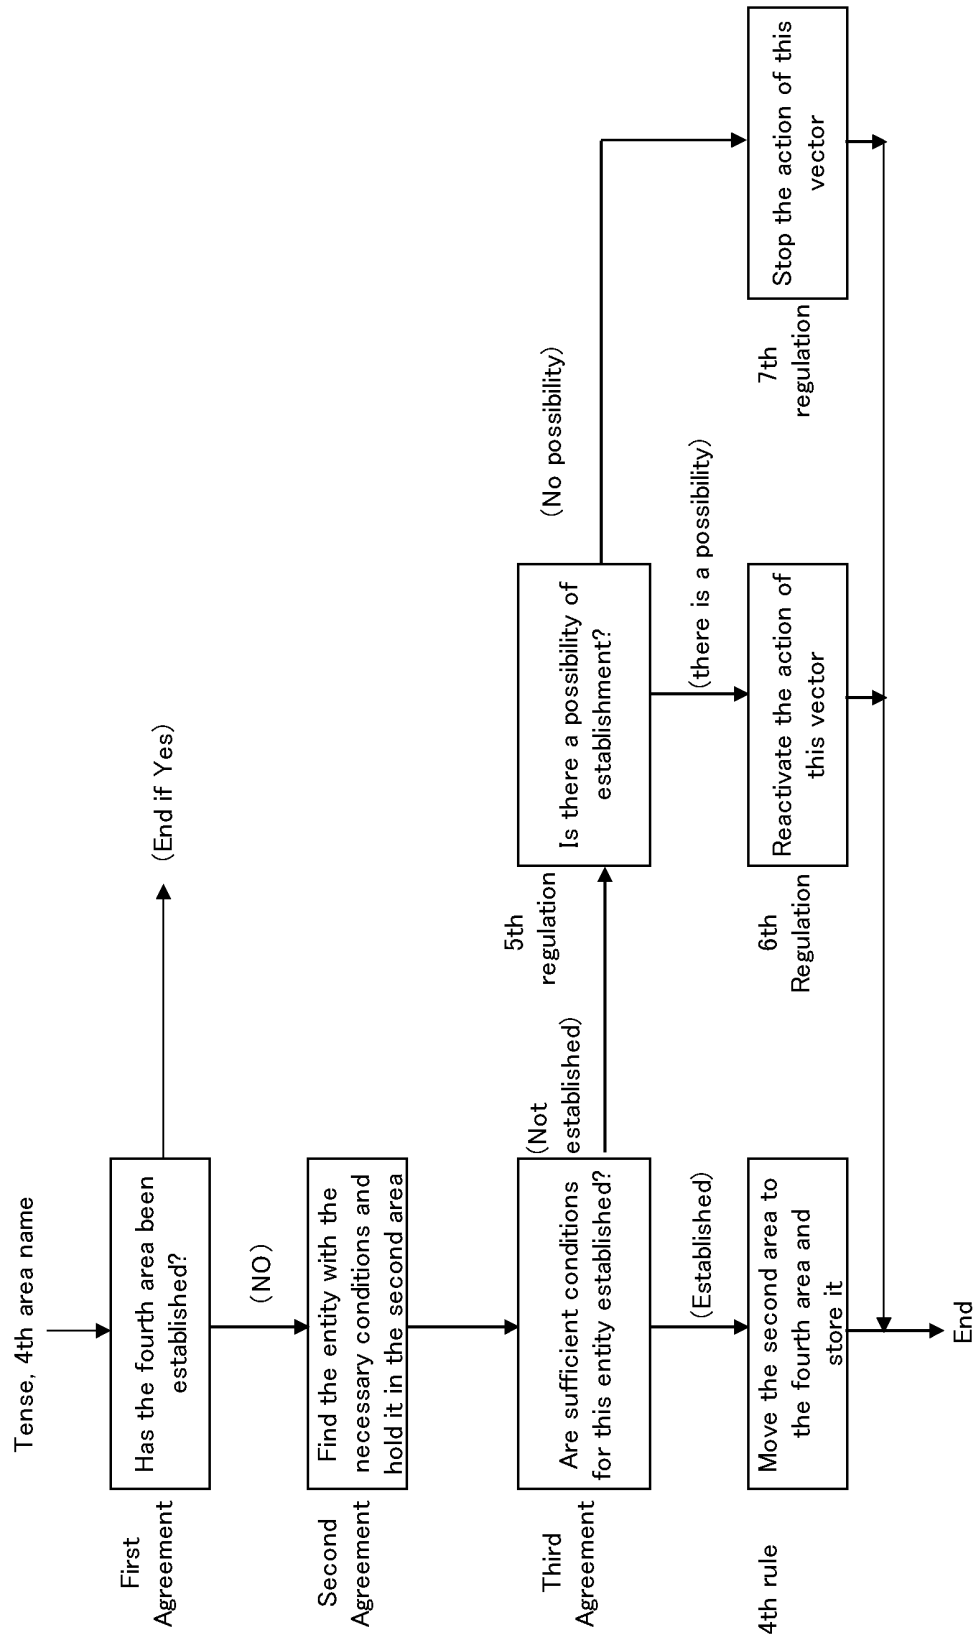 Tense, 4th area name
First
Agreement
Has the fourth area been
established?
(End if Yes)
(NO)
Second
Agreement
Find the entity with the
necessary conditions and
hold it in the second area
Third
Agreement
Are sufficient conditions
for this entity established?
(Not
established)
5th
regulation
Is there a possibility of
establishment?
(No possibility)
(Established)
(there is a possibility)
4th rule
Move the second area to
the fourth area and
store it
6th
Regulation
Reactivate the action of
this vector
7th
regulation
Stop the action of this
vector
End